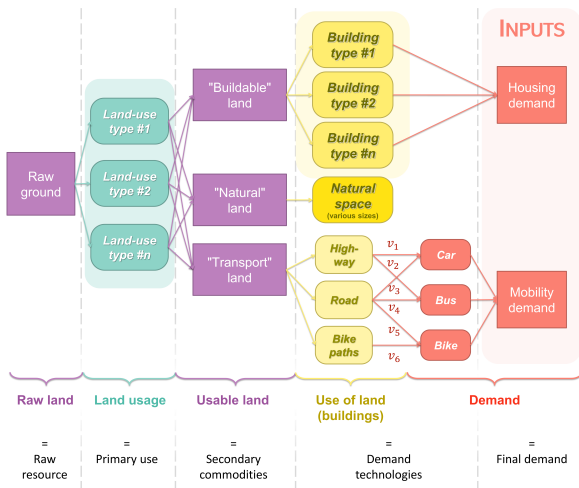 INPUTS
Building
type #1
"Buildable"
land
Building
type #2
Housing
demand
Land-use
type #1
Building
type #n
Raw
ground
Land-use
type #2
"Natural"
land
Natural
space
(various sizes)
Land-use
type #n
"Transport"
land
High-
way
Road
Bike
paths
v₁
v₂
v₃
v₄
v₅
v₆
Car
Bus
Bike
Mobility
demand
Raw land
Land usage
Usable land
Use of land
(buildings)
Demand
=
Raw
resource
=
Primary use
=
Secondary
commodities
=
Demand
technologies
=
Final demand